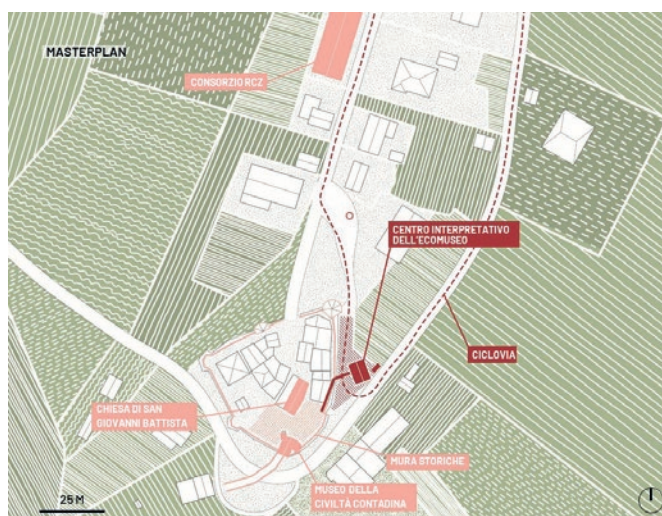 MASTERPLAN
CONSORZIO RCZ
CENTRO INTERPRETATIVO
DELL'ECOMUSEO
CICLOVIA
CHIESA DI SAN
GIOVANNI BATTISTA
MURA STORICHE
MUSEO DELLA
CIVILTÀ CONTADINA
25 M